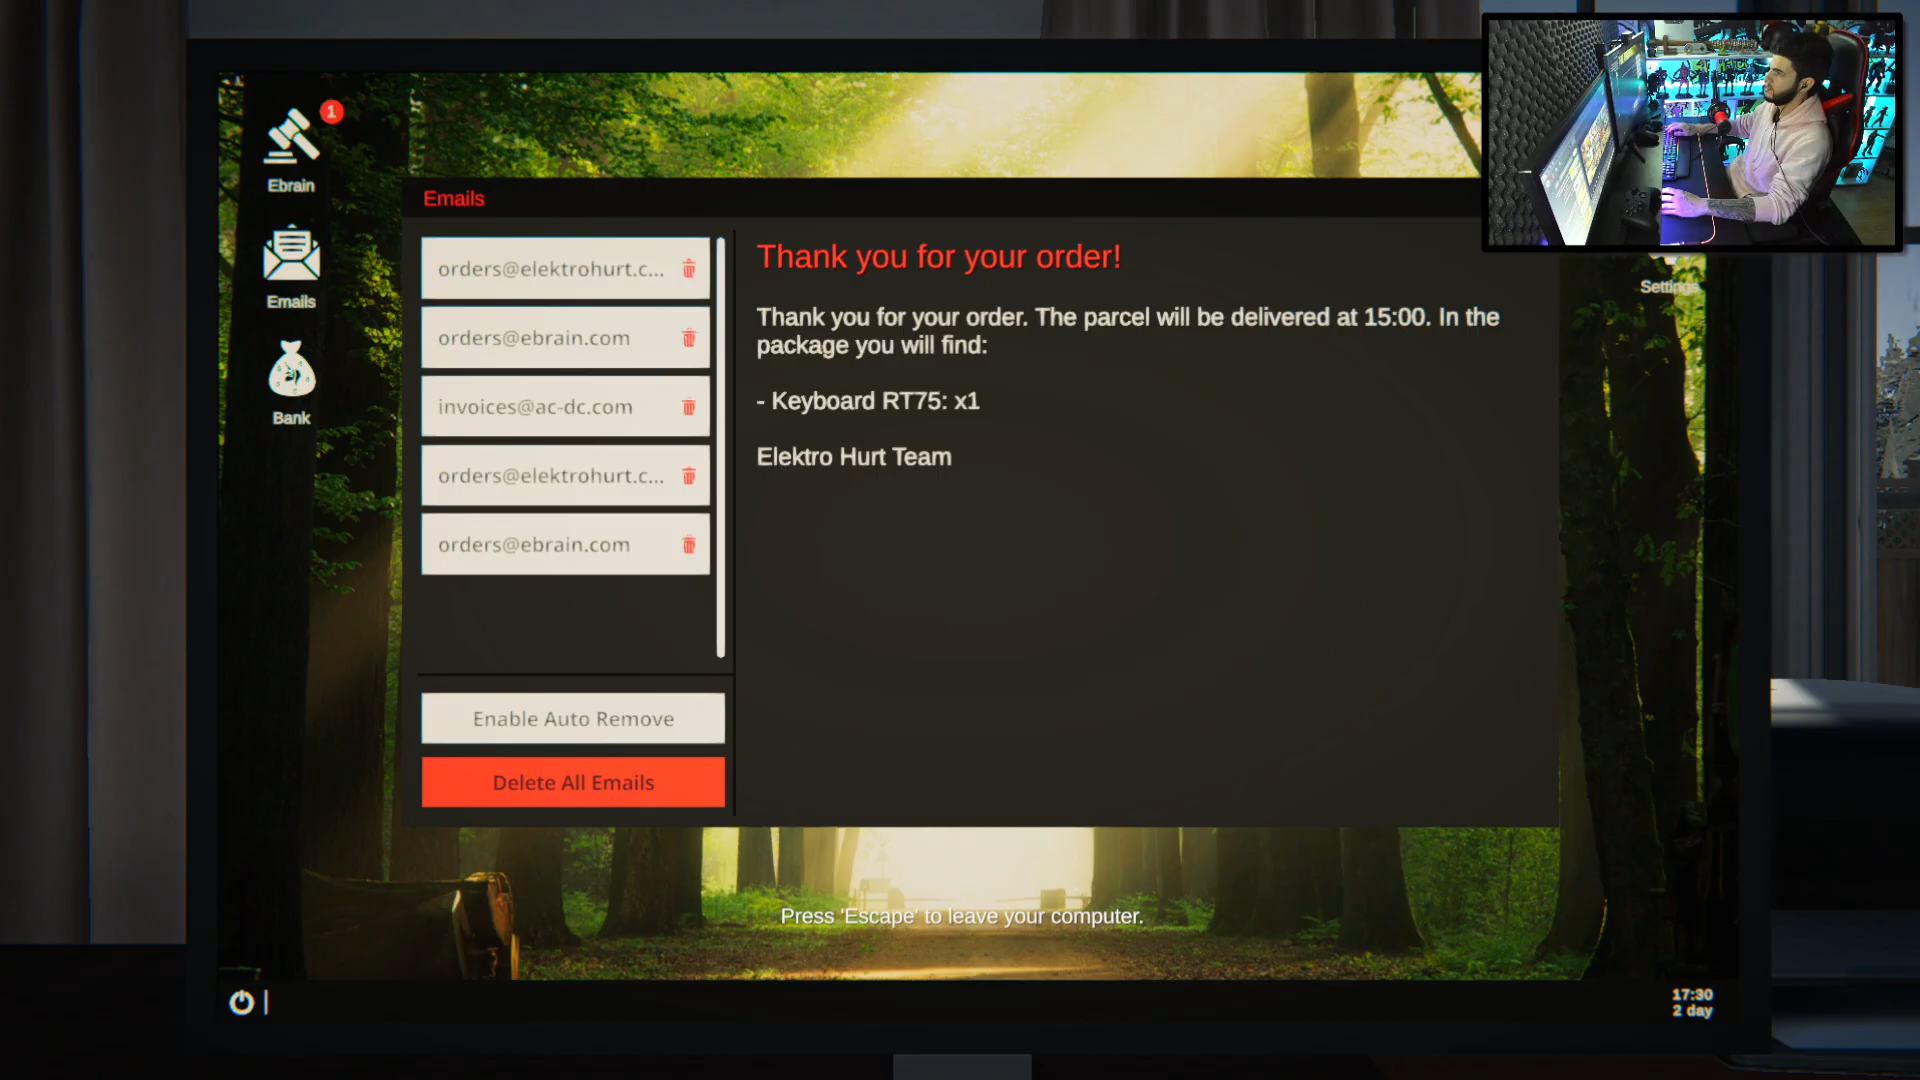 1
Ebrain
Emails
Bank
Emails
orders@elektrohurt.c...
orders@ebrain.com
invoices@ac-dc.com
orders@elektrohurt.c...
orders@ebrain.com
Enable Auto Remove
Delete All Emails
Thank you for your order!
Thank you for your order. The parcel will be delivered at 15:00. In the
package you will find:
- Keyboard RT75: x1
Elektro Hurt Team
Settings
Press 'Escape' to leave your computer.
17:30
2 day